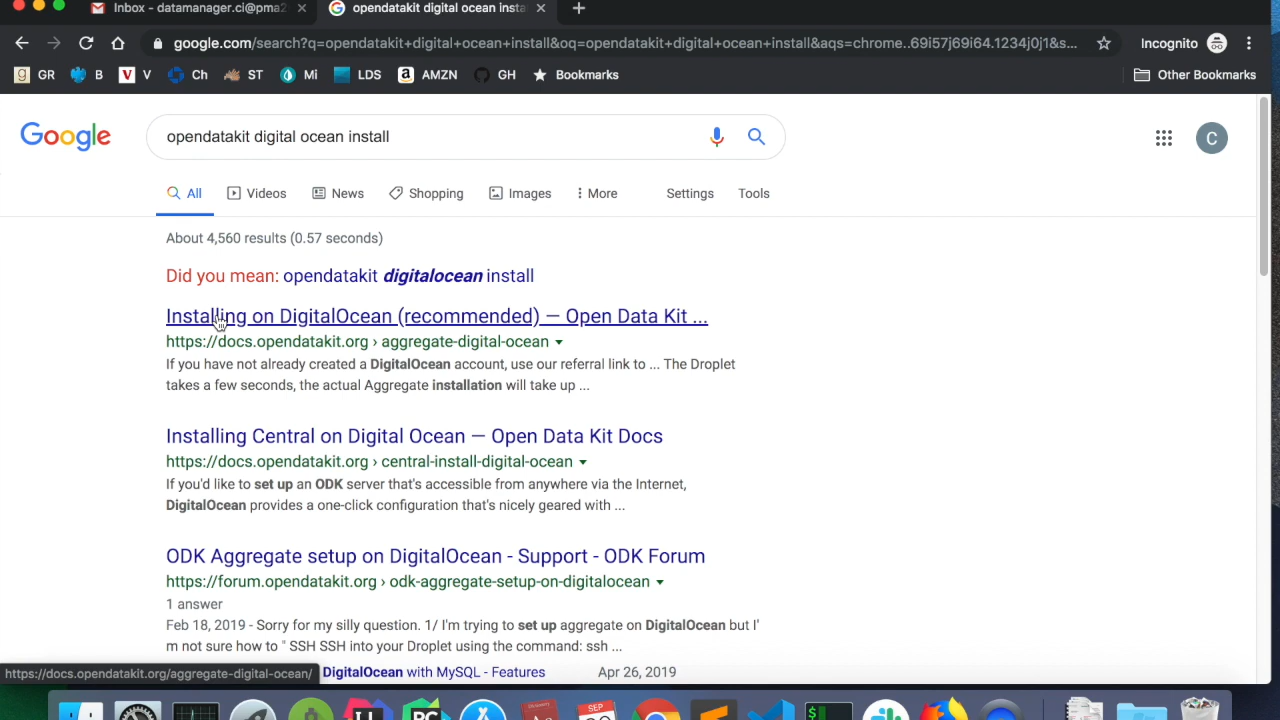 Inbox - datamanager.ci@pma2
opendatakit digital ocean insta
google.com/search?q=opendatakit+digital+ocean+install&oq=opendatakit+digital+ocean+install&aqs=chrome..69i57j69i64.1234j0j1&s...
Incognito
GR B V Ch ST Mi LDS AMZN GH Bookmarks Other Bookmarks
Google
opendatakit digital ocean install
C
All Videos News Shopping Images More Settings Tools
About 4,560 results (0.57 seconds)
Did you mean: opendatakit digitalocean install
Installing on DigitalOcean (recommended) — Open Data Kit ...
https://docs.opendatakit.org › aggregate-digital-ocean
If you have not already created a DigitalOcean account, use our referral link to ... The Droplet
takes a few seconds, the actual Aggregate installation will take up ...
Installing Central on Digital Ocean — Open Data Kit Docs
https://docs.opendatakit.org › central-install-digital-ocean
If you'd like to set up an ODK server that's accessible from anywhere via the Internet,
DigitalOcean provides a one-click configuration that's nicely geared with ...
ODK Aggregate setup on DigitalOcean - Support - ODK Forum
https://forum.opendatakit.org › odk-aggregate-setup-on-digitalocean
1 answer
Feb 18, 2019 - Sorry for my silly question. 1/ I'm trying to set up aggregate on DigitalOcean but I'
m not sure how to " SSH SSH into your Droplet using the command: ssh ...
DigitalOcean with MySQL - Features Apr 26, 2019
https://docs.opendatakit.org/aggregate-digital-ocean/
SEP